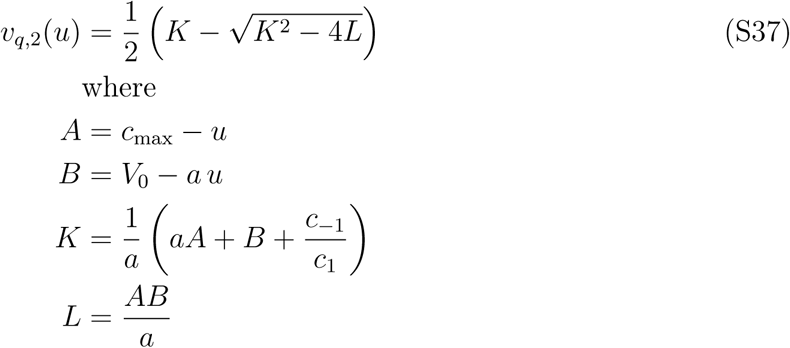 v_{q,2}(u) = \frac{1}{2} \left( K - \sqrt{K^2 - 4L} \right) (S37)
where
A = c_{\max} - u
B = V_0 - a u
K = \frac{1}{a} \left( aA + B + \frac{c_{-1}}{c_1} \right)
L = \frac{AB}{a}